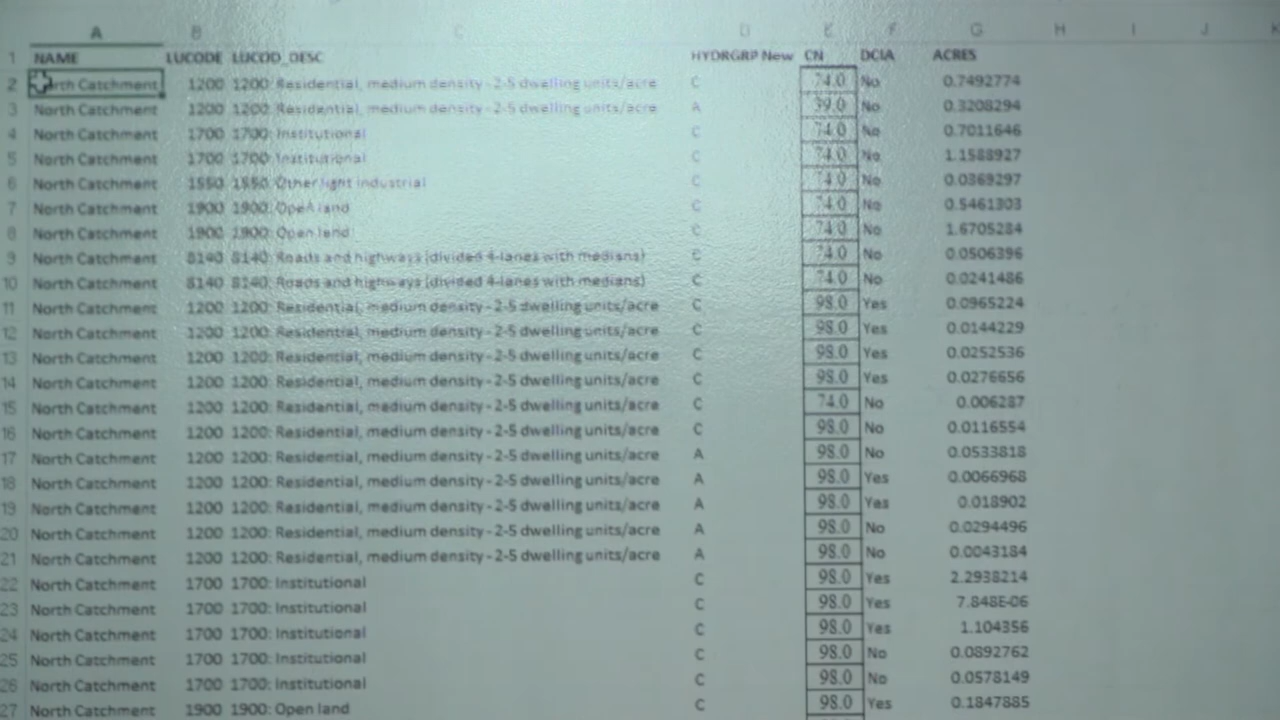 A B C D E F G H I J K
1 NAME LUCODE LUCOD_DESC HYDRGRP New CN DCIA ACRES
2 North Catchment 1200 1200: Residential, medium density - 2-5 dwelling units/acre C 74.0 No 0.7492774
3 North Catchment 1200 1200: Residential, medium density - 2-5 dwelling units/acre A 39.0 No 0.3208294
4 North Catchment 1700 1700: Institutional C 74.0 No 0.7011646
5 North Catchment 1700 1700: Institutional C 74.0 No 1.1588927
6 North Catchment 1550 1550: Other light industrial C 74.0 No 0.0369297
7 North Catchment 1900 1900: Open land C 74.0 No 0.5461303
8 North Catchment 1900 1900: Open land C 74.0 No 1.6705284
9 North Catchment 8140 8140: Roads and highways (divided 4-lanes with medians) C 74.0 No 0.0506396
10 North Catchment 8140 8140: Roads and highways (divided 4-lanes with medians) C 74.0 No 0.0241486
11 North Catchment 1200 1200: Residential, medium density - 2-5 dwelling units/acre C 98.0 Yes 0.0965224
12 North Catchment 1200 1200: Residential, medium density - 2-5 dwelling units/acre C 98.0 Yes 0.0144229
13 North Catchment 1200 1200: Residential, medium density - 2-5 dwelling units/acre C 98.0 Yes 0.0252536
14 North Catchment 1200 1200: Residential, medium density - 2-5 dwelling units/acre C 98.0 Yes 0.0276656
15 North Catchment 1200 1200: Residential, medium density - 2-5 dwelling units/acre C 74.0 No 0.006287
16 North Catchment 1200 1200: Residential, medium density - 2-5 dwelling units/acre C 98.0 No 0.0116554
17 North Catchment 1200 1200: Residential, medium density - 2-5 dwelling units/acre A 98.0 No 0.0533818
18 North Catchment 1200 1200: Residential, medium density - 2-5 dwelling units/acre A 98.0 Yes 0.0066968
19 North Catchment 1200 1200: Residential, medium density - 2-5 dwelling units/acre A 98.0 Yes 0.018902
20 North Catchment 1200 1200: Residential, medium density - 2-5 dwelling units/acre A 98.0 No 0.0294496
21 North Catchment 1200 1200: Residential, medium density - 2-5 dwelling units/acre A 98.0 No 0.0043184
22 North Catchment 1700 1700: Institutional C 98.0 Yes 2.2938214
23 North Catchment 1700 1700: Institutional C 98.0 Yes 7.848E-06
24 North Catchment 1700 1700: Institutional C 98.0 Yes 1.104356
25 North Catchment 1700 1700: Institutional C 98.0 No 0.0892762
26 North Catchment 1700 1700: Institutional C 98.0 No 0.0578149
27 North Catchment 1900 1900: Open land C 98.0 Yes 0.1847885